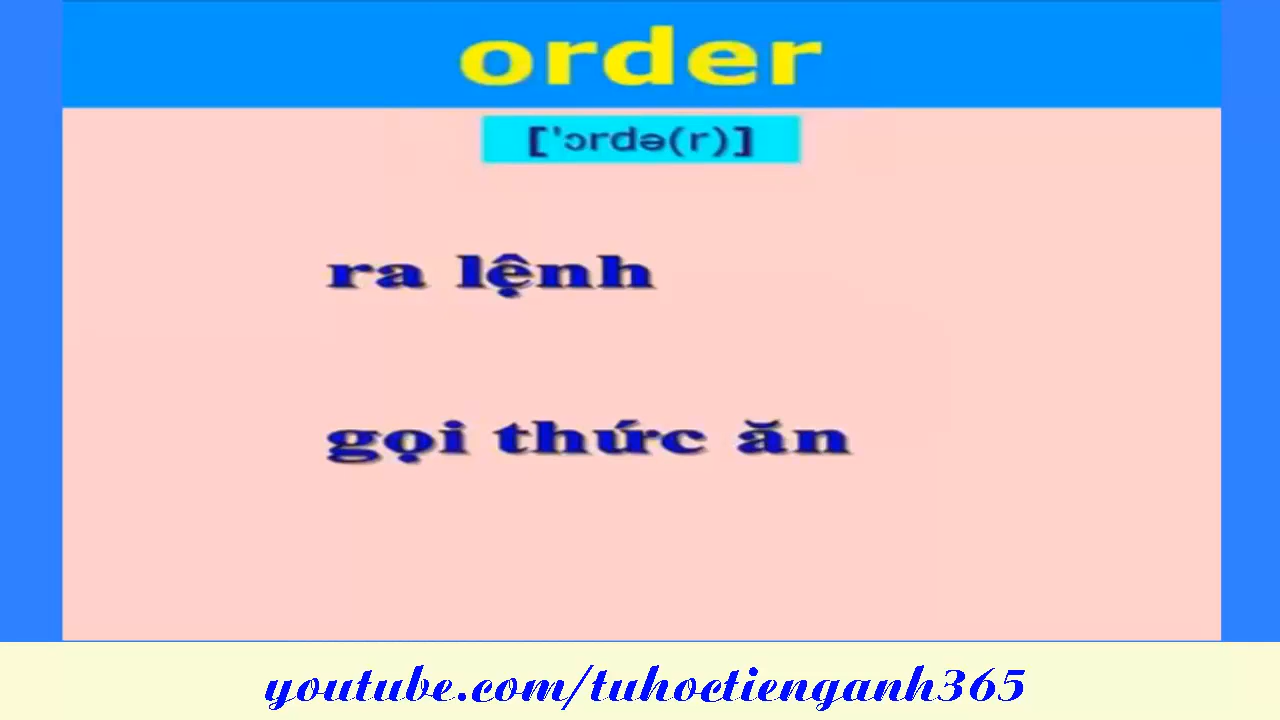 order
['ɔrdə(r)]
ra lệnh
gọi thức ăn
youtube.com/tuhoctienganh365